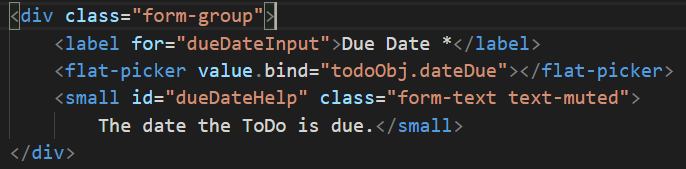 <div class="form-group">
<label for="dueDateInput">Due Date *</label>
<flat-picker value.bind="todoObj.dateDue"></flat-picker>
<small id="dueDateHelp" class="form-text text-muted">
The date the ToDo is due.</small>
</div>